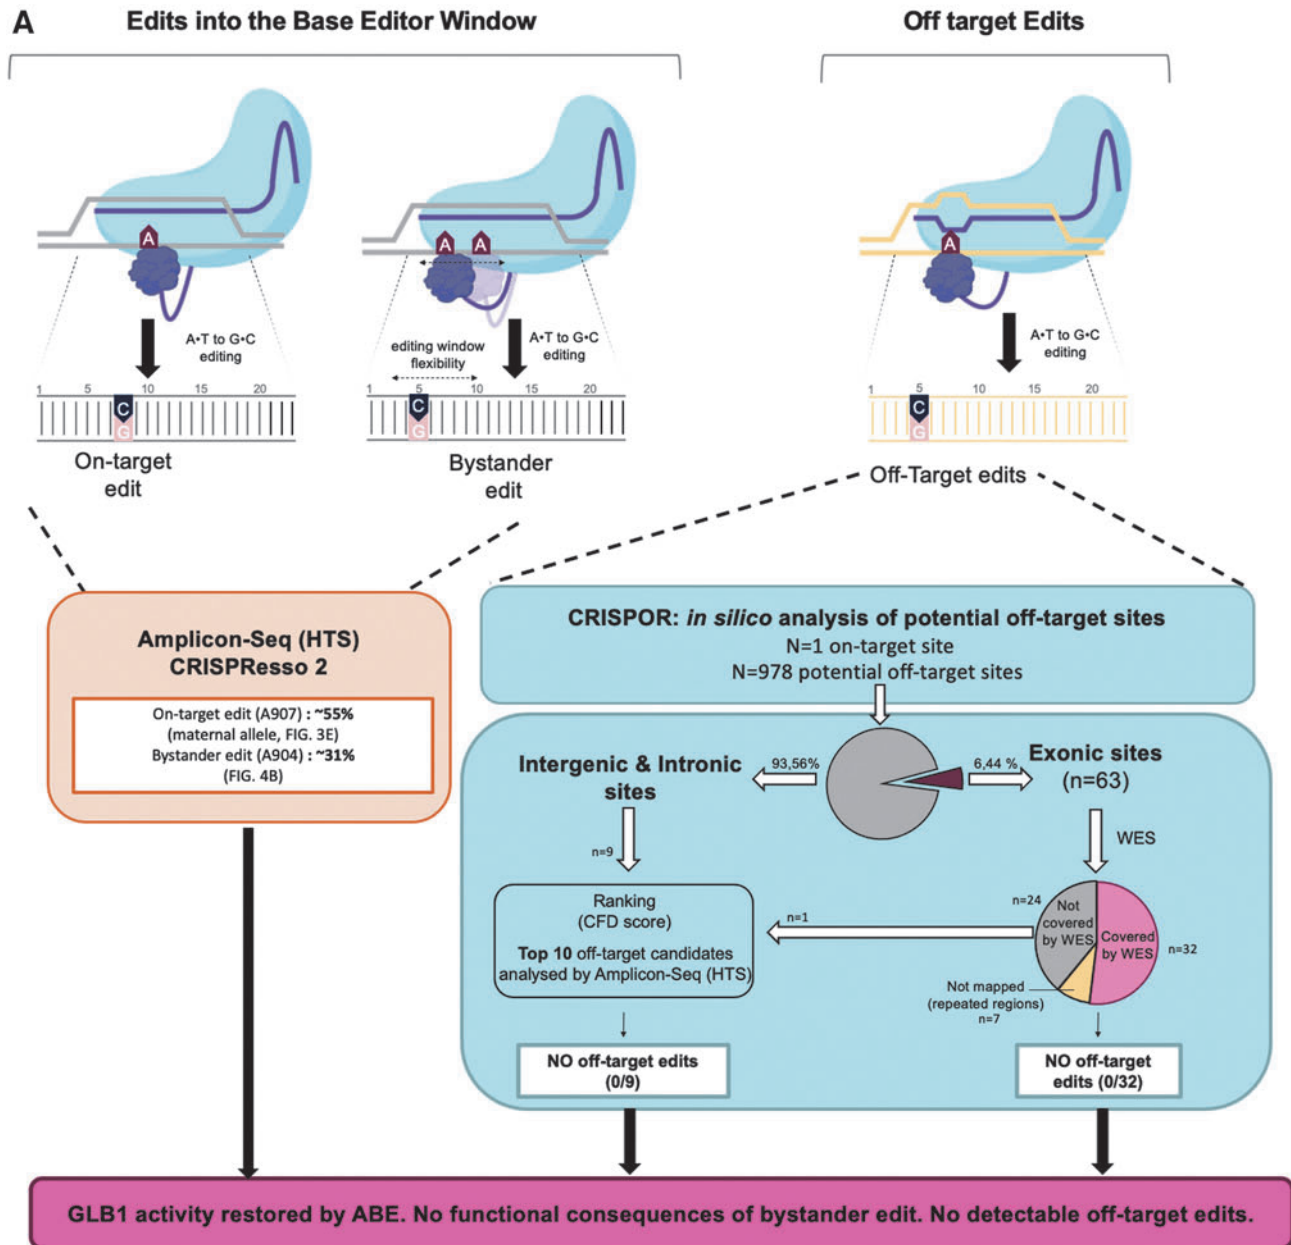 A
Edits into the Base Editor Window
Off target Edits
A
A•T to G•C
editing
1 5 10 15 20
C
G
On-target
edit
A A
editing window
flexibility
A•T to G•C
editing
1 5 10 15 20
C
G
Bystander
edit
A
A•T to G•C
editing
1 5 10 15 20
C
G
Off-Target edits
Amplicon-Seq (HTS)
CRISPResso 2
On-target edit (A907) : ~55%
(maternal allele, FIG. 3E)
Bystander edit (A904) : ~31%
(FIG. 4B)
CRISPOR: in silico analysis of potential off-target sites
N=1 on-target site
N=978 potential off-target sites
Intergenic & Intronic
sites
93,56%
6,44 %
Exonic sites
(n=63)
n=9
WES
Ranking
(CFD score)
Top 10 off-target candidates
analysed by Amplicon-Seq (HTS)
n=1
n=24
Not
covered
by WES
Covered
by WES
n=32
Not mapped
(repeated regions)
n=7
NO off-target edits
(0/9)
NO off-target
edits (0/32)
GLB1 activity restored by ABE. No functional consequences of bystander edit. No detectable off-target edits.